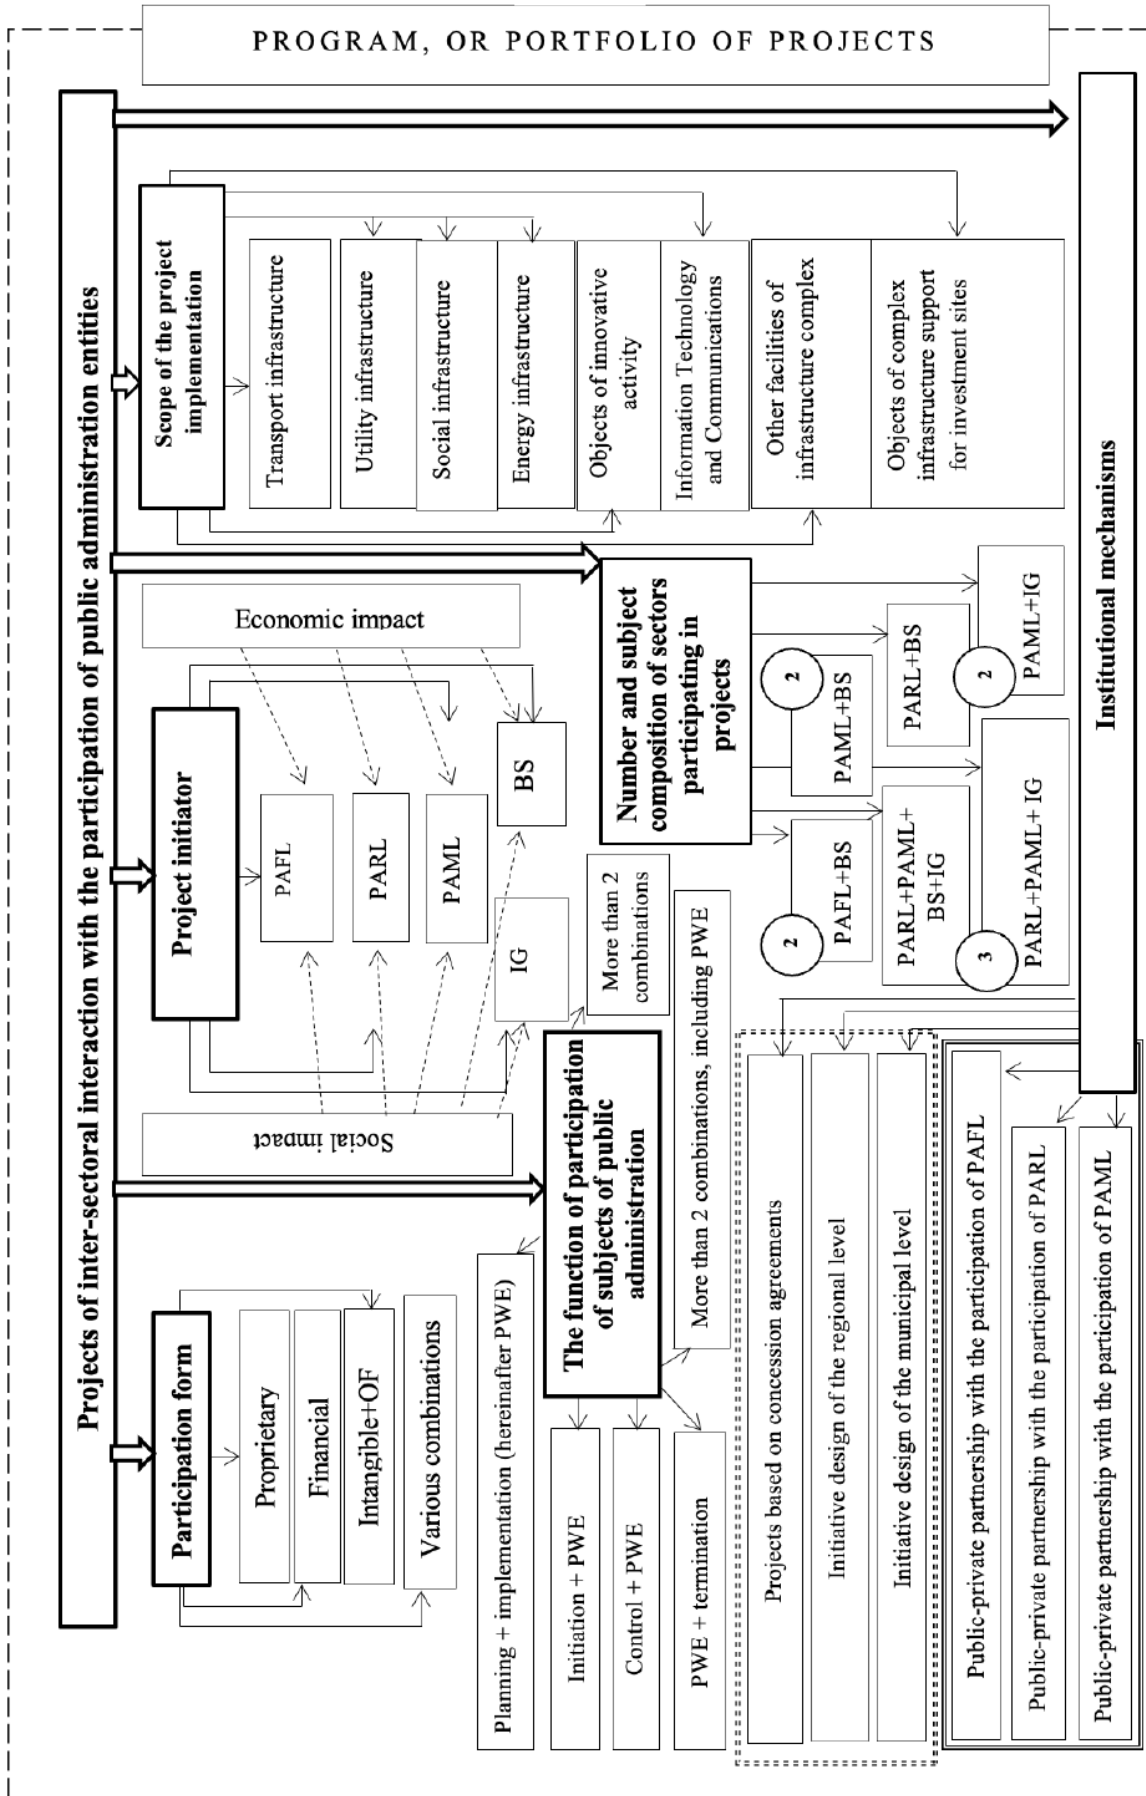 PROGRAM, OR PORTFOLIO OF PROJECTS
Projects of inter-sectoral interaction with the participation of public administration entities
Participation form
Proprietary
Financial
Intangible+OF
Various combinations
Social impact
Project initiator
Economic impact
PAFL
PARL
PAML
IG
BS
Scope of the project
implementation
Transport infrastructure
Utility infrastructure
Social infrastructure
Energy infrastructure
Objects of innovative
activity
Information Technology
and Communications
Other facilities of
infrastructure complex
Objects of complex
infrastructure support
for investment sites
The function of participation
of subjects of public
administration
Planning + implementation (hereinafter PWE)
Initiation + PWE
Control + PWE
PWE + termination
More than 2
combinations
More than 2 combinations, including PWE
Number and subject
composition of sectors
participating in
projects
2
PAFL+BS
2
PAML+BS
PARL+PAML+
BS+IG
PARL+BS
3
PARL+PAML+ IG
2
PAML+IG
Projects based on concession agreements
Initiative design of the regional level
Initiative design of the municipal level
Public-private partnership with the participation of PAFL
Public-private partnership with the participation of PARL
Public-private partnership with the participation of PAML
Institutional mechanisms